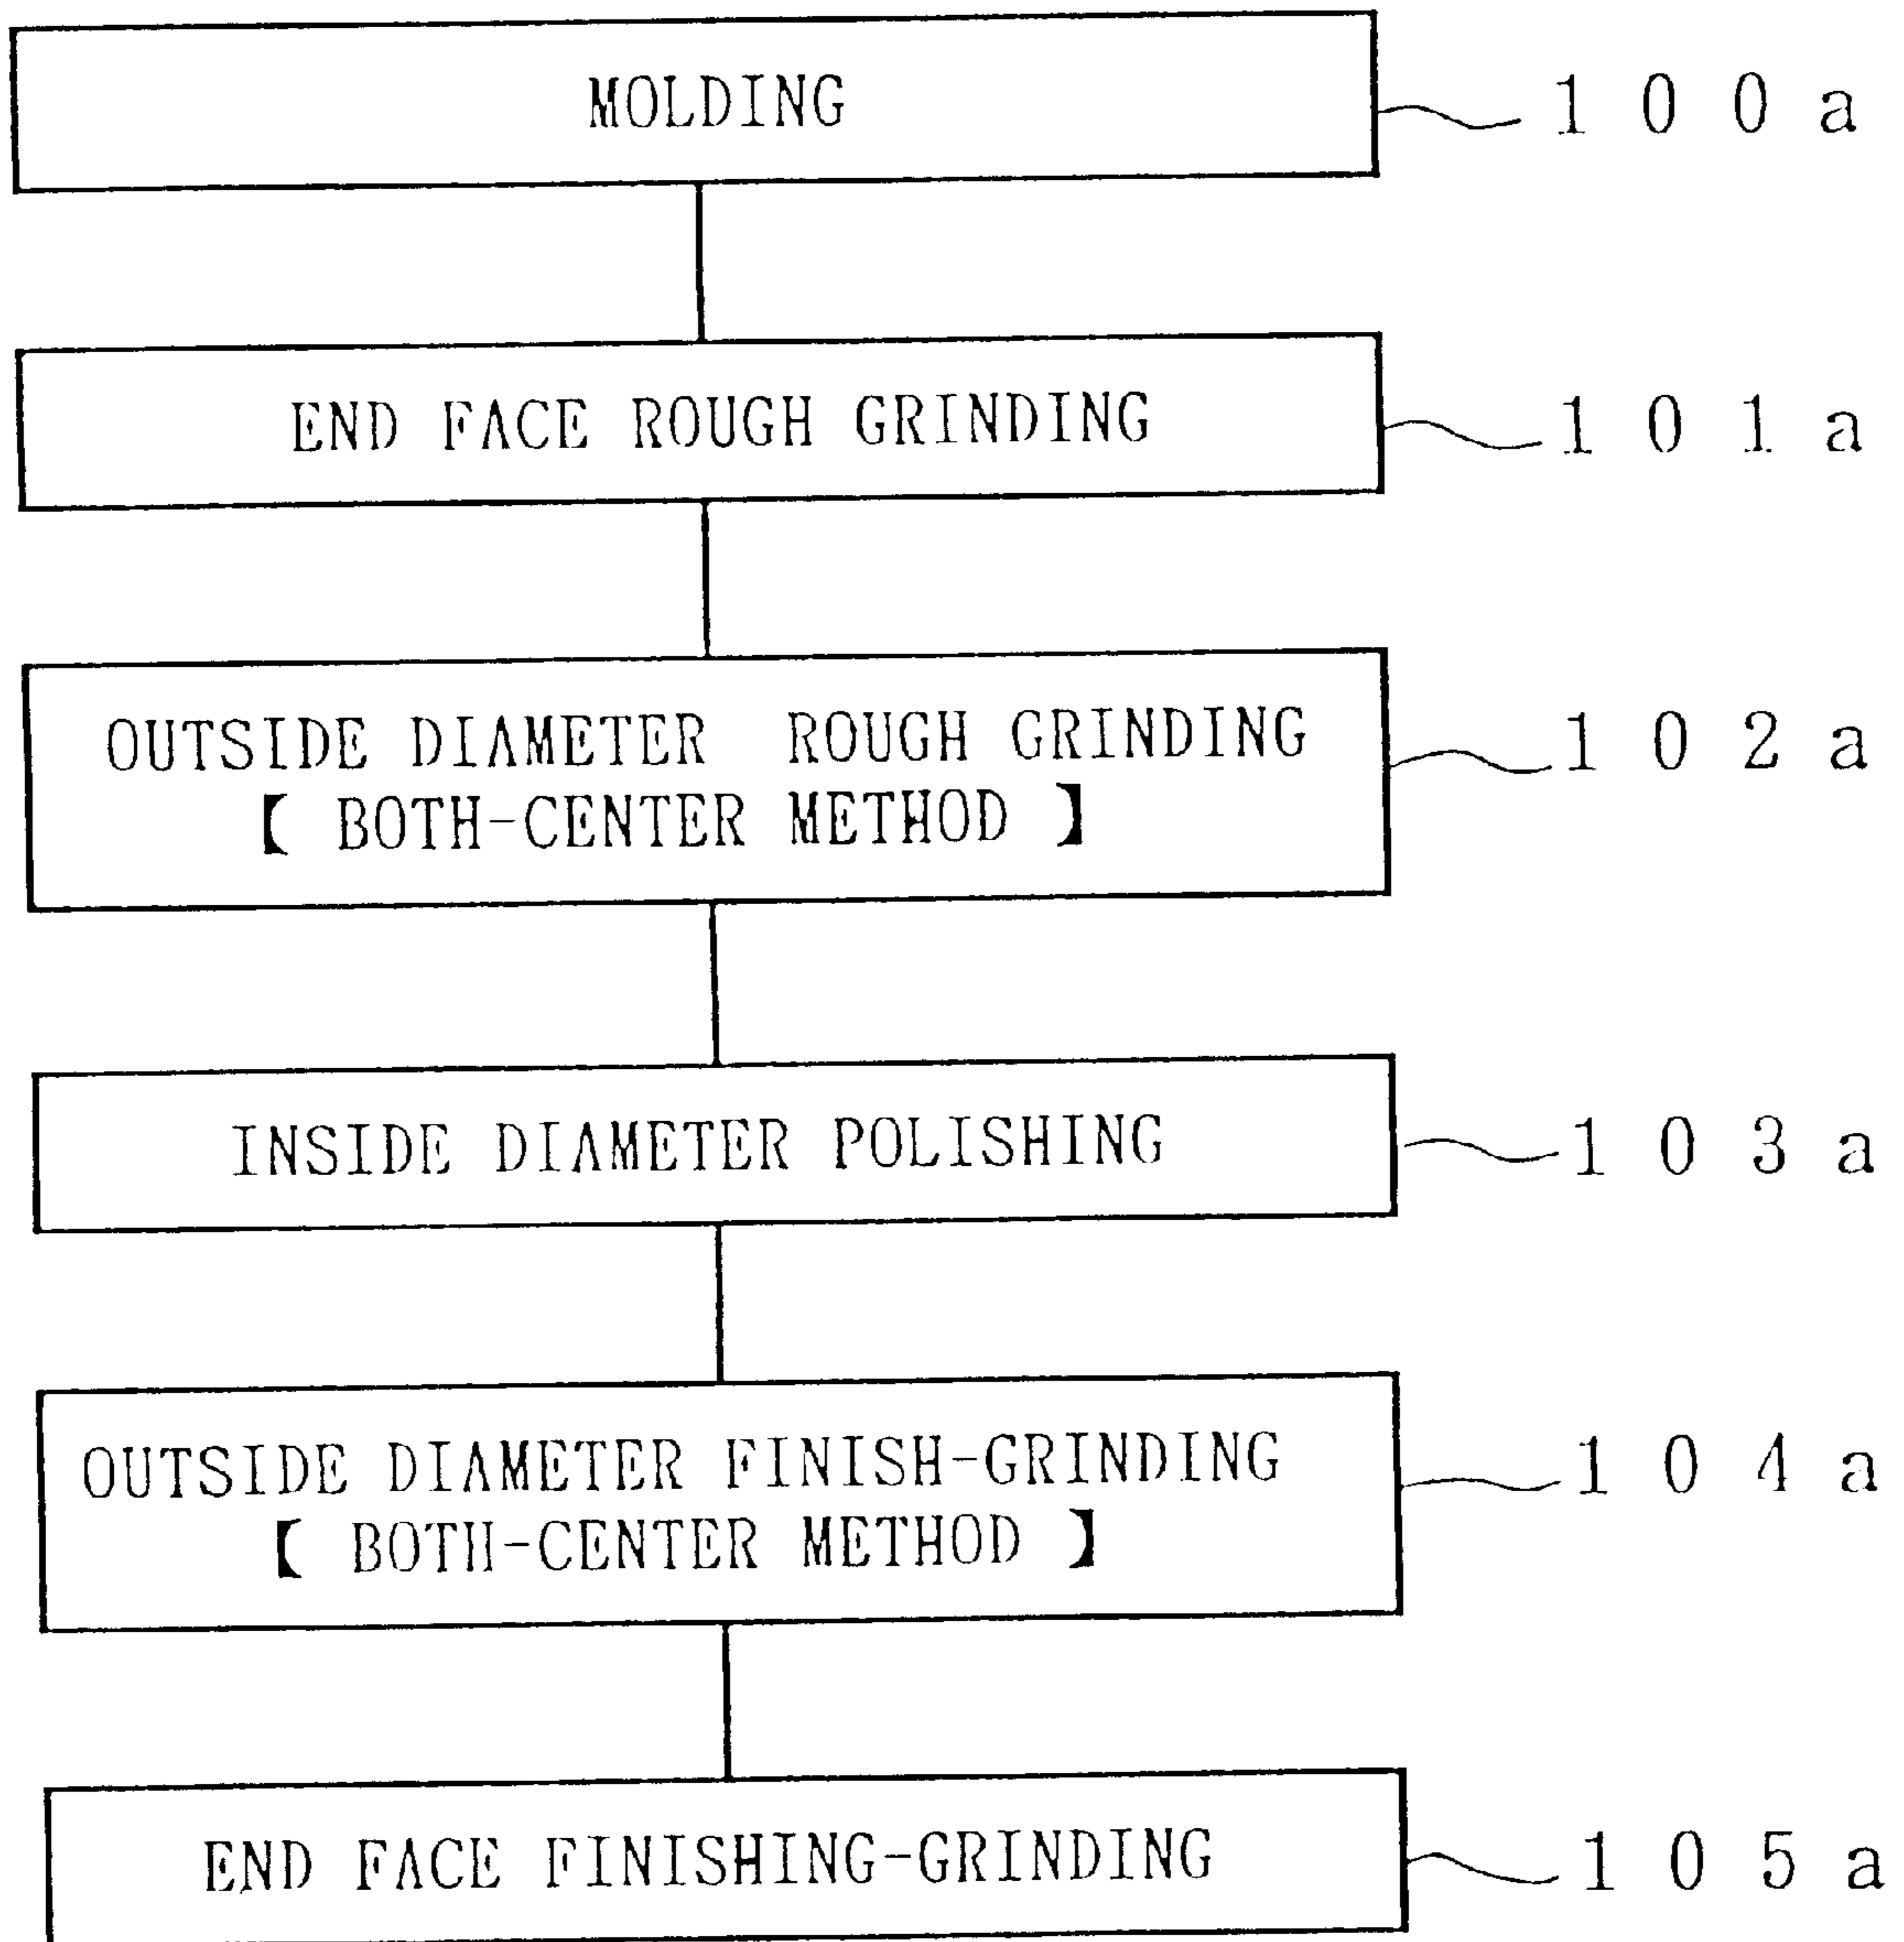 MOLDING
100a
END FACE ROUGH GRINDING
101a
OUTSIDE DIAMETER ROUGH GRINDING
102a
【 BOTH-CENTER METHOD 】
INSIDE DIAMETER POLISHING
103a
OUTSIDE DIAMETER FINISH-GRINDING
104a
【 BOTH-CENTER METHOD 】
END FACE FINISHING-GRINDING
105a